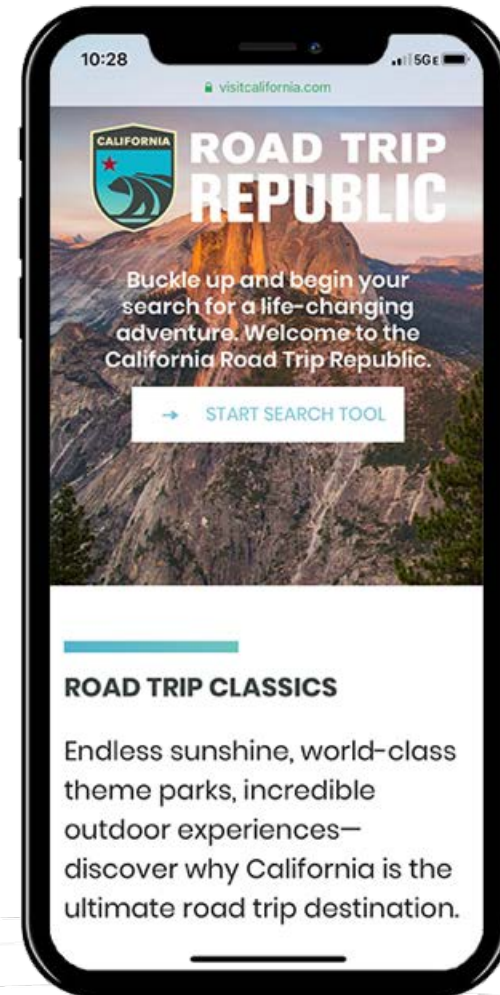 10:28
5GE
visitcalifornia.com
CALIFORNIA
ROAD TRIP
REPUBLIC
Buckle up and begin your
search for a life-changing
adventure. Welcome to the
California Road Trip Republic.
→ START SEARCH TOOL
ROAD TRIP CLASSICS
Endless sunshine, world-class
theme parks, incredible
outdoor experiences—
discover why California is the
ultimate road trip destination.